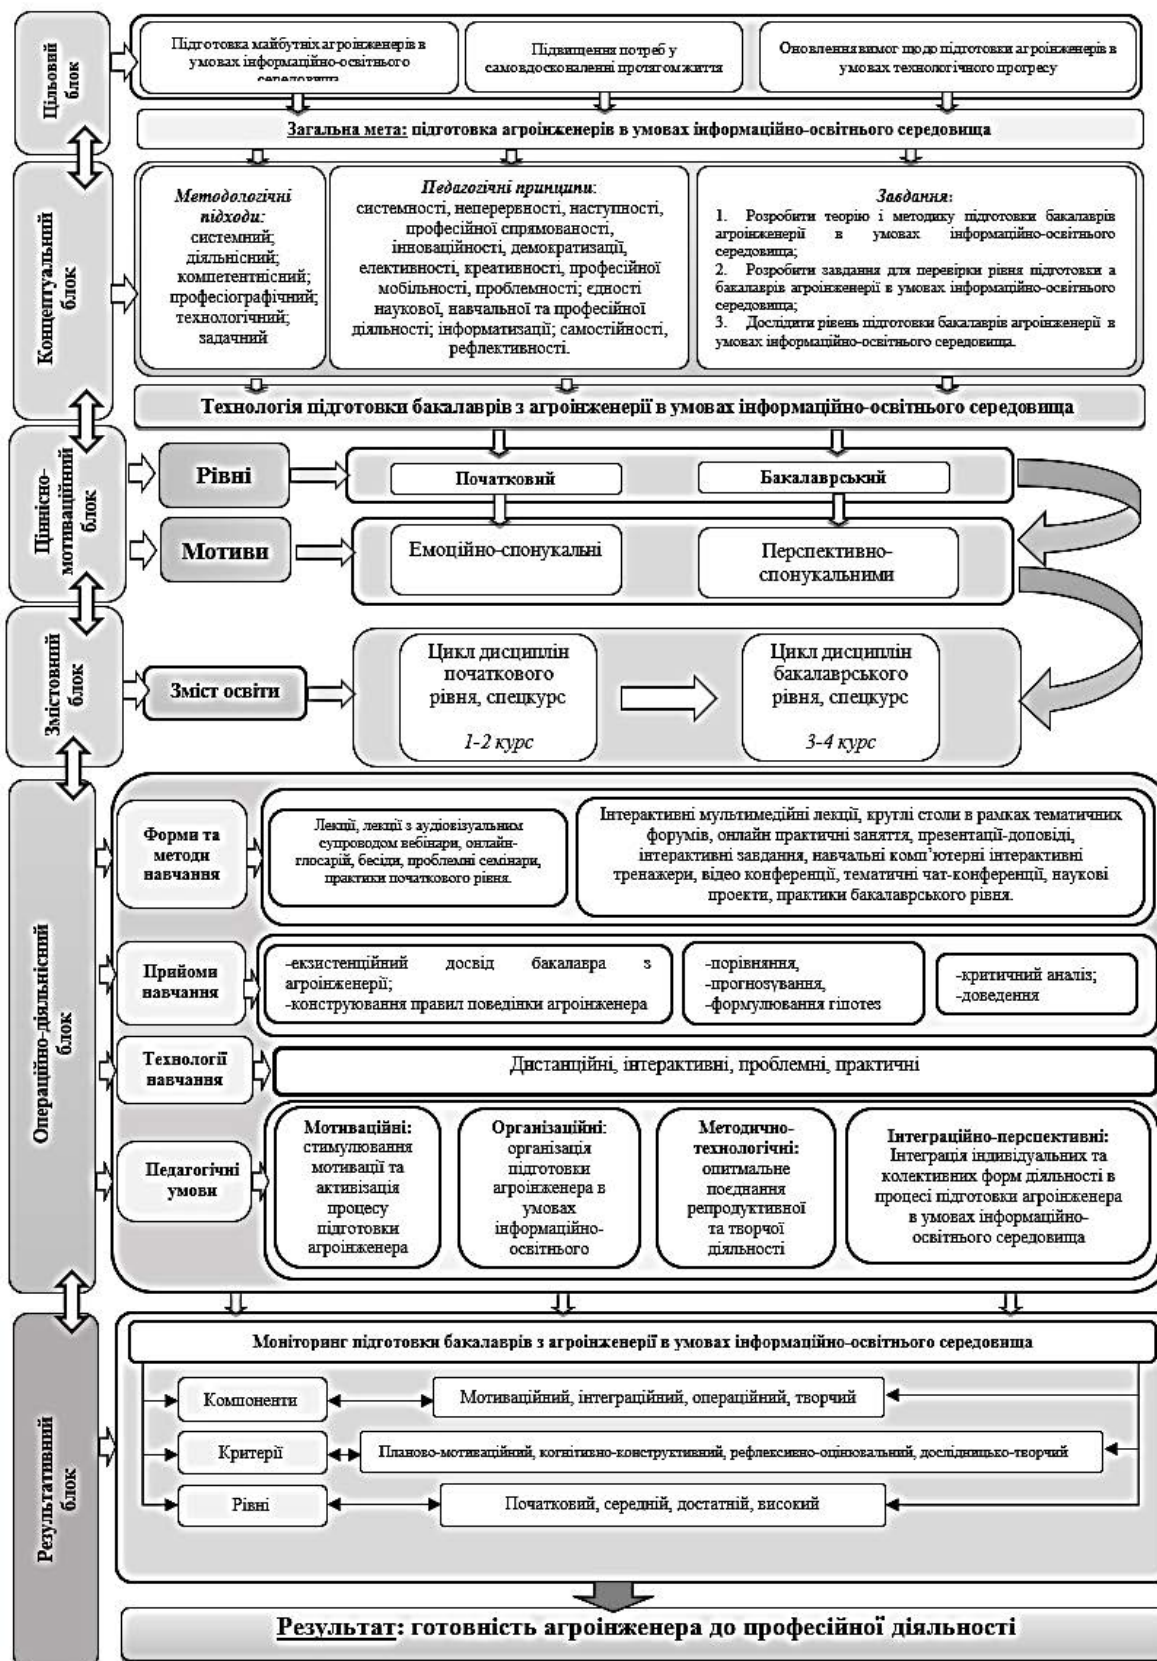 Цільовий
блок
Підготовка майбутніх агроінженерів в
умовах інформаційно-освітнього
середовища
Підвищення потреб у
самовдосконаленні протягом життя
Оновлення вимог щодо підготовки агроінженерів в
умовах технологічного прогресу
Загальна мета: підготовка агроінженерів в умовах інформаційно-освітнього середовища
Концептуальний
блок
Методологічні
підходи:
системний;
діяльнісний;
компетентнісний;
професіографічний;
технологічний;
задачний
Педагогічні принципи:
системності, неперервності, наступності,
професійної спрямованості,
інноваційності, демократизації,
елективності, креативності, професійної
мобільності, проблемності; єдності
наукової, навчальної та професійної
діяльності; інформатизації; самостійності,
рефлективності.
Завдання:
1. Розробити теорію і методику підготовки бакалаврів
агроінженерії в умовах інформаційно-освітнього
середовища;
2. Розробити завдання для перевірки рівня підготовки а
бакалаврів агроінженерії в умовах інформаційно-освітнього
середовища;
3. Дослідити рівень підготовки бакалаврів агроінженерії в
умовах інформаційно-освітнього середовища.
Технологія підготовки бакалаврів з агроінженерії в умовах інформаційно-освітнього середовища
Ціннісно-
мотиваційний
блок
Рівні
Початковий
Бакалаврський
Мотиви
Емоційно-спонукальні
Перспективно-
спонукальними
Змістовний
блок
Зміст освіти
Цикл дисциплін
початкового
рівня, спецкурс
1-2 курс
Цикл дисциплін
бакалаврського
рівня, спецкурс
3-4 курс
Операційно-діяльнісний
блок
Форми та
методи
навчання
Лекції, лекції з аудіовізуальним
супроводом вебінари, онлайн-
глосарій, бесіди, проблемні семінари,
практики початкового рівня.
Інтерактивні мультимедійні лекції, круглі столи в рамках тематичних
форумів, онлайн практичні заняття, презентації-доповіді,
інтерактивні завдання, навчальні комп’ютерні інтерактивні
тренажери, відео конференції, тематичні чат-конференції, наукові
проекти, практики бакалаврського рівня.
Прийоми
навчання
-екзистенційний досвід бакалавра з
агроінженерії;
-конструювання правил поведінки агроінженера
-порівняння,
-прогнозування,
-формулювання гіпотез
-критичний аналіз;
-доведення
Технології
навчання
Дистанційні, інтерактивні, проблемні, практичні
Педагогічні
умови
Мотиваційні:
стимулювання
мотивації та
активізація
процесу
підготовки
агроінженера
Організаційні:
організація
підготовки
агроінженера в
умовах
інформаційно-
освітнього
Методично-
технологічні:
опитмальне
поєднання
репродуктивної
та творчої
діяльності
Інтеграційно-перспективні:
Інтеграція індивідуальних та
колективних форм діяльності в
процесі підготовки агроінженера
в умовах інформаційно-
освітнього середовища
Результативний
блок
Моніторинг підготовки бакалаврів з агроінженерії в умовах інформаційно-освітнього середовища
Компоненти
Мотиваційний, інтеграційний, операційний, творчий
Критерії
Планово-мотиваційний, когнітивно-конструктивний, рефлексивно-оцінювальний, дослідницько-творчий
Рівні
Початковий, середній, достатній, високий
Результат: готовність агроінженера до професійної діяльності